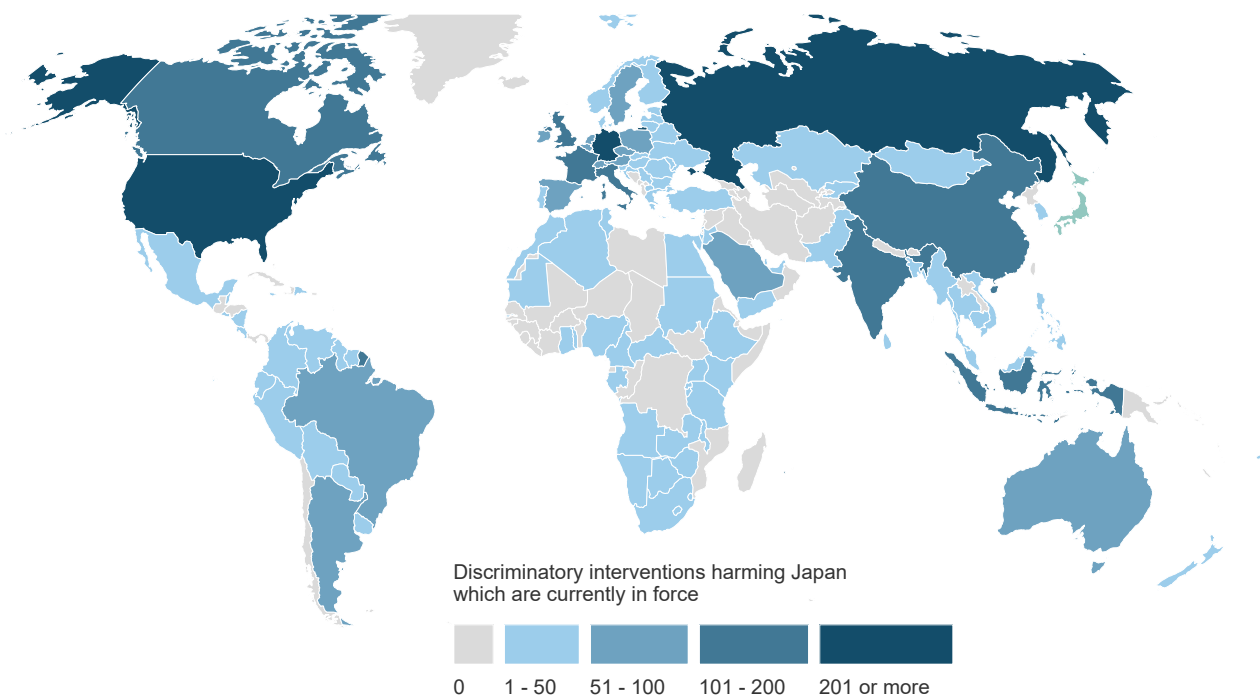 Discriminatory interventions harming Japan
which are currently in force
0
1 - 50
51 - 100
101 - 200
201 or more